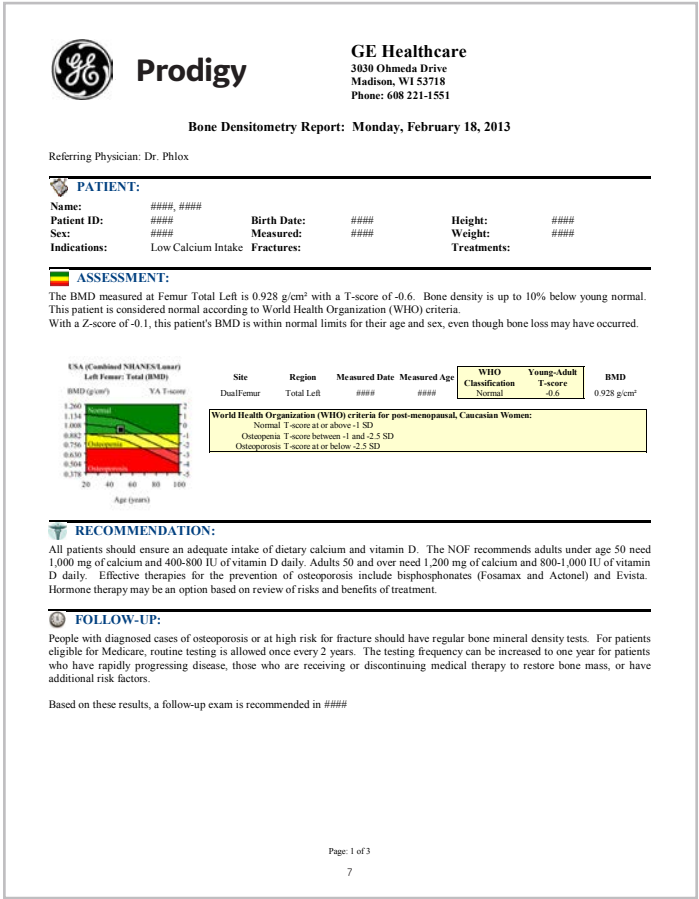 GE
Prodigy
GE Healthcare
3030 Ohmeda Drive
Madison, WI 53718
Phone: 608 221-1551
Bone Densitometry Report: Monday, February 18, 2013
Referring Physician: Dr. Phlox
PATIENT:
Name: ####, ####
Patient ID: #### Birth Date: #### Height: ####
Sex: #### Measured: #### Weight: ####
Indications: Low Calcium Intake Fractures: Treatments:
ASSESSMENT:
The BMD measured at Femur Total Left is 0.928 g/cm² with a T-score of -0.6. Bone density is up to 10% below young normal.
This patient is considered normal according to World Health Organization (WHO) criteria.
With a Z-score of -0.1, this patient's BMD is within normal limits for their age and sex, even though bone loss may have occurred.
USA (Combined NHANES/Lunar)
Left Femur: Total (BMD)
BMD (g/cm²) YA T-score
1.260 2
1.134 1
1.008 0
0.882 -1
0.756 -2
0.630 -3
0.504 -4
0.378 -5
Normal
Osteopenia
Osteoporosis
20 40 60 80 100
Age (years)
Site Region Measured Date Measured Age WHO Classification Young-Adult T-score BMD
DualFemur Total Left #### #### Normal -0.6 0.928 g/cm²
World Health Organization (WHO) criteria for post-menopausal, Caucasian Women:
Normal T-score at or above -1 SD
Osteopenia T-score between -1 and -2.5 SD
Osteoporosis T-score at or below -2.5 SD
RECOMMENDATION:
All patients should ensure an adequate intake of dietary calcium and vitamin D. The NOF recommends adults under age 50 need
1,000 mg of calcium and 400-800 IU of vitamin D daily. Adults 50 and over need 1,200 mg of calcium and 800-1,000 IU of vitamin
D daily. Effective therapies for the prevention of osteoporosis include bisphosphonates (Fosamax and Actonel) and Evista.
Hormone therapy may be an option based on review of risks and benefits of treatment.
FOLLOW-UP:
People with diagnosed cases of osteoporosis or at high risk for fracture should have regular bone mineral density tests. For patients
eligible for Medicare, routine testing is allowed once every 2 years. The testing frequency can be increased to one year for patients
who have rapidly progressing disease, those who are receiving or discontinuing medical therapy to restore bone mass, or have
additional risk factors.
Based on these results, a follow-up exam is recommended in ####
Page: 1 of 3
7